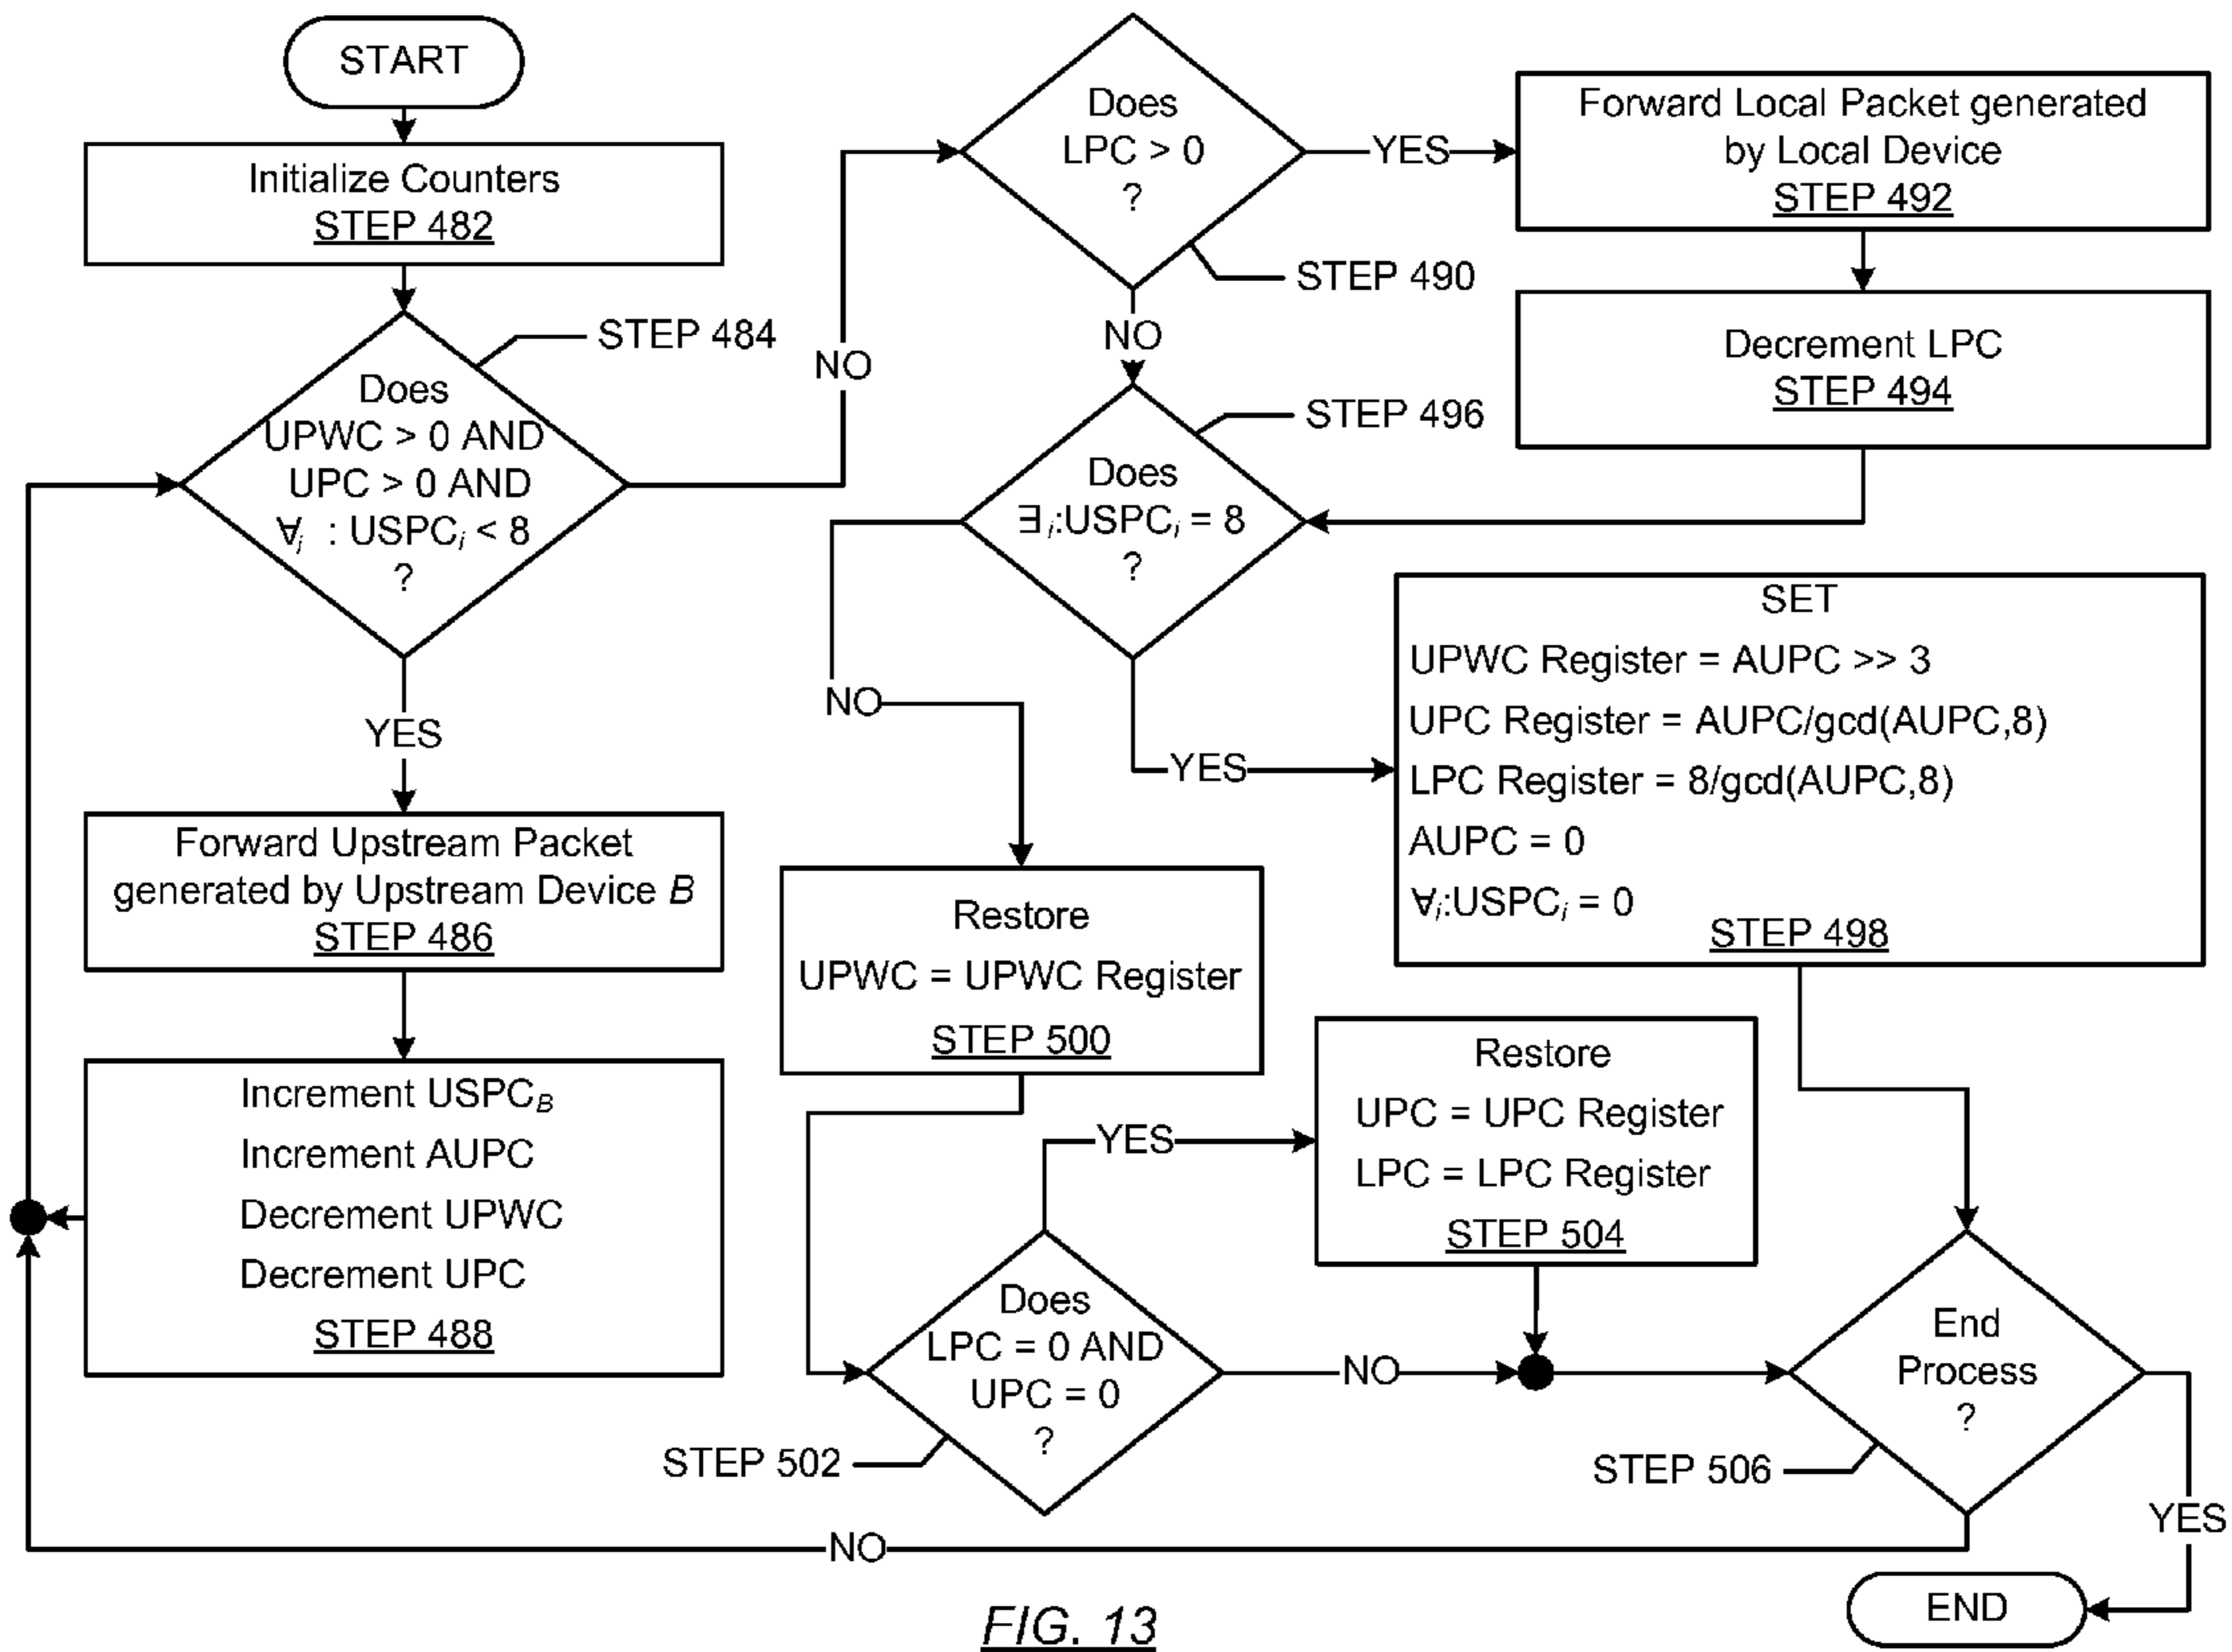 START
Initialize Counters
STEP 482
STEP 484
Does
UPWC > 0 AND
UPC > 0 AND
∀i : USPCi < 8
?
NO
YES
Forward Upstream Packet
generated by Upstream Device B
STEP 486
Increment USPCB
Increment AUPC
Decrement UPWC
Decrement UPC
STEP 488
Does
LPC > 0
?
STEP 490
YES
NO
Forward Local Packet generated
by Local Device
STEP 492
Decrement LPC
STEP 494
STEP 496
Does
∃i:USPCi = 8
?
NO
YES
SET
UPWC Register = AUPC >> 3
UPC Register = AUPC/gcd(AUPC,8)
LPC Register = 8/gcd(AUPC,8)
AUPC = 0
∀i:USPCi = 0
STEP 498
Restore
UPWC = UPWC Register
STEP 500
Does
LPC = 0 AND
UPC = 0
?
STEP 502
YES
NO
Restore
UPC = UPC Register
LPC = LPC Register
STEP 504
End
Process
?
STEP 506
NO
YES
END
FIG. 13